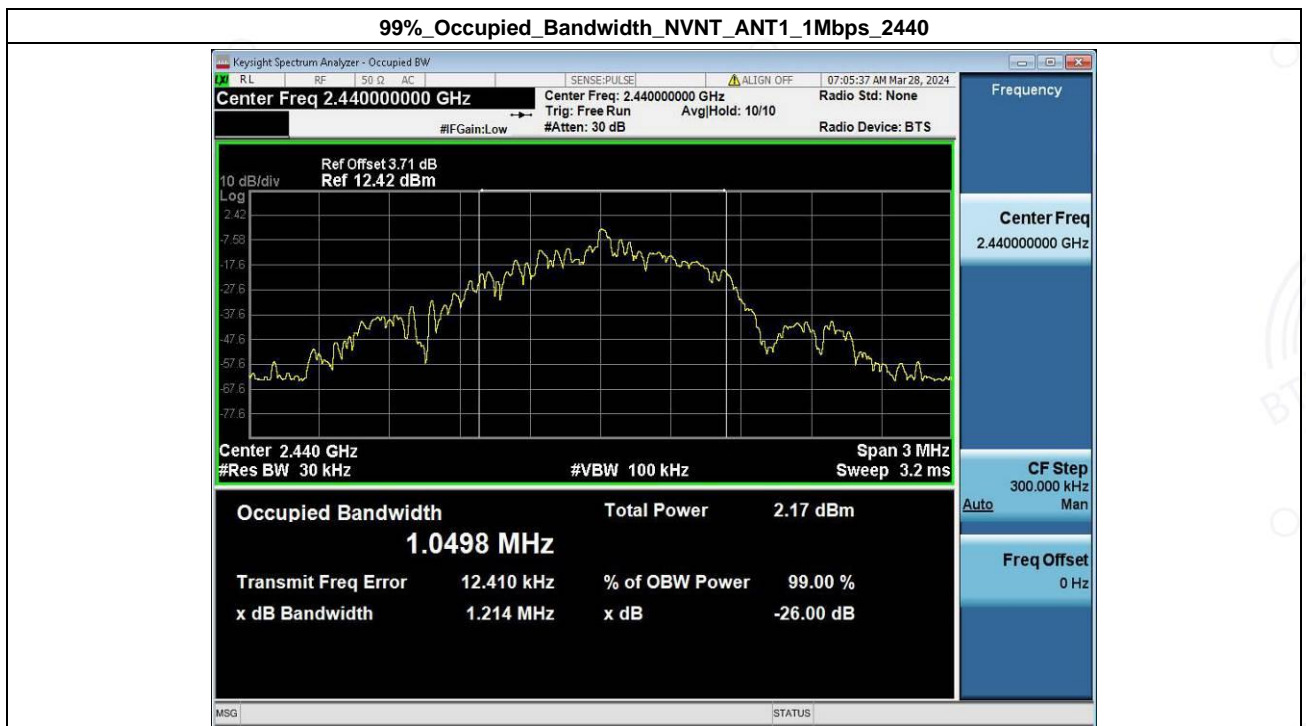 99%_Occupied_Bandwidth_NVNT_ANT1_1Mbps_2440
Keysight Spectrum Analyzer - Occupied BW
LXI RL RF 50 Ω AC SENSE:PULSE ALIGN OFF 07:05:37 AM Mar 28, 2024
Center Freq 2.440000000 GHz Center Freq: 2.440000000 GHz Radio Std: None
Trig: Free Run Avg|Hold: 10/10
#IFGain:Low #Atten: 30 dB Radio Device: BTS
Frequency
Ref Offset 3.71 dB
10 dB/div Ref 12.42 dBm
Log
2.42
-7.58
-17.6
-27.6
-37.6
-47.6
-57.6
-67.6
-77.6
Center 2.440 GHz Span 3 MHz
#Res BW 30 kHz #VBW 100 kHz Sweep 3.2 ms
Occupied Bandwidth Total Power 2.17 dBm
1.0498 MHz
Transmit Freq Error 12.410 kHz % of OBW Power 99.00 %
x dB Bandwidth 1.214 MHz x dB -26.00 dB
Center Freq
2.440000000 GHz
CF Step
300.000 kHz
Auto Man
Freq Offset
0 Hz
MSG STATUS